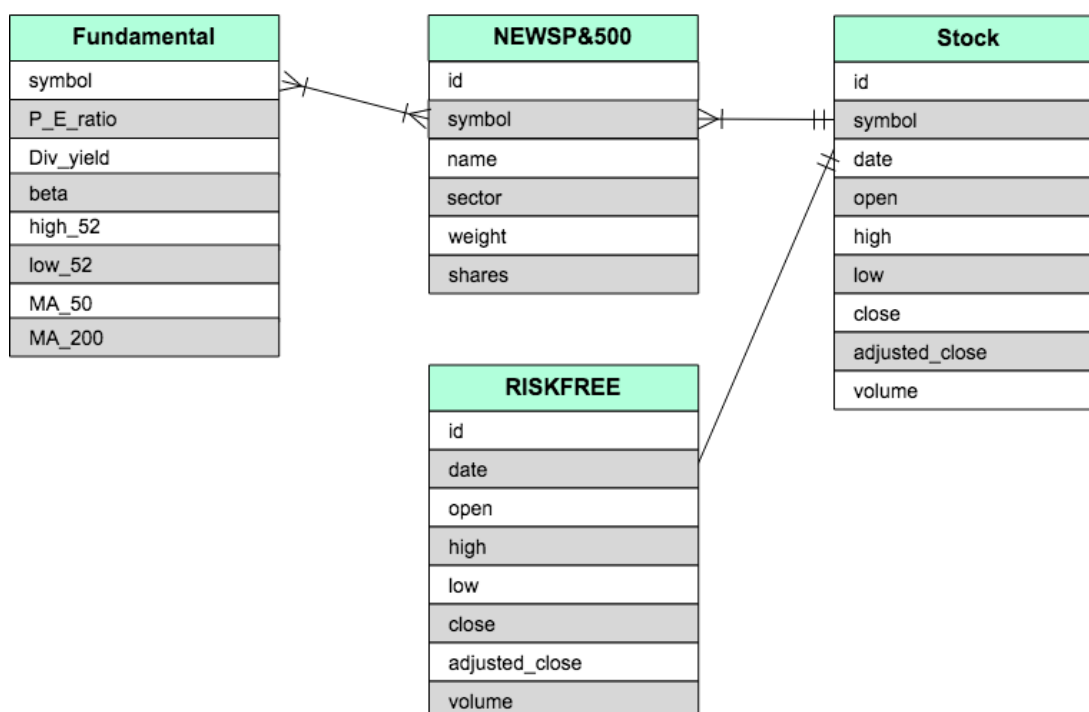 Fundamental
symbol
P_E_ratio
Div_yield
beta
high_52
low_52
MA_50
MA_200
NEWSP&500
id
symbol
name
sector
weight
shares
Stock
id
symbol
date
open
high
low
close
adjusted_close
volume
RISKFREE
id
date
open
high
low
close
adjusted_close
volume